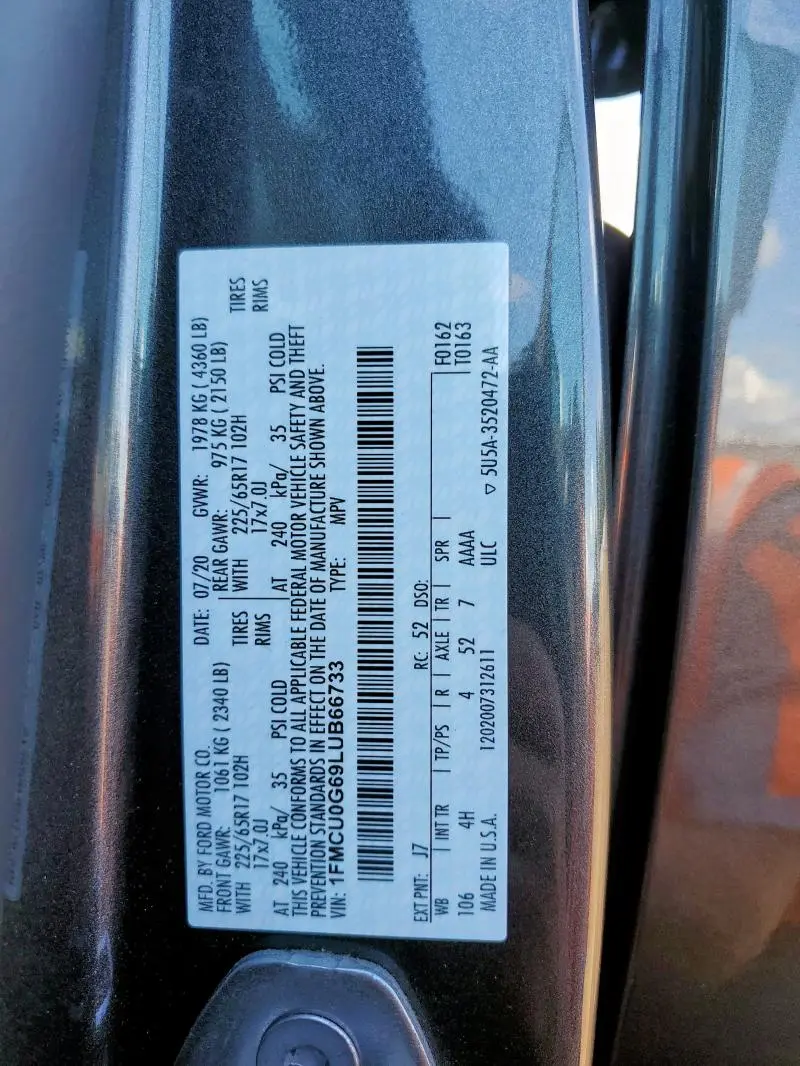 MFD. BY FORD MOTOR CO.
DATE: 07/20 GVWR: 1978 KG ( 4360 LB)
FRONT GAWR: 1061 KG ( 2340 LB)
REAR GAWR: 975 KG ( 2150 LB)
WITH 225/65R17 102H TIRES
WITH 225/65R17 102H TIRES
17x7.0J RIMS
17x7.0J RIMS
AT 240 kPa/ 35 PSI COLD
AT 240 kPa/ 35 PSI COLD
THIS VEHICLE CONFORMS TO ALL APPLICABLE FEDERAL MOTOR VEHICLE SAFETY AND THEFT
PREVENTION STANDARDS IN EFFECT ON THE DATE OF MANUFACTURE SHOWN ABOVE.
VIN: 1FMCU0G69LUB66733 TYPE: MPV
EXT PNT: J7 RC: 52 DSO: F0162
WB | INT TR | TP/PS | R | AXLE | TR | SPR | T0163
106 4H 4 52 7 AAAA
MADE IN U.S.A. 1202007312611 ULC ▽ 5U5A-3520472-AA